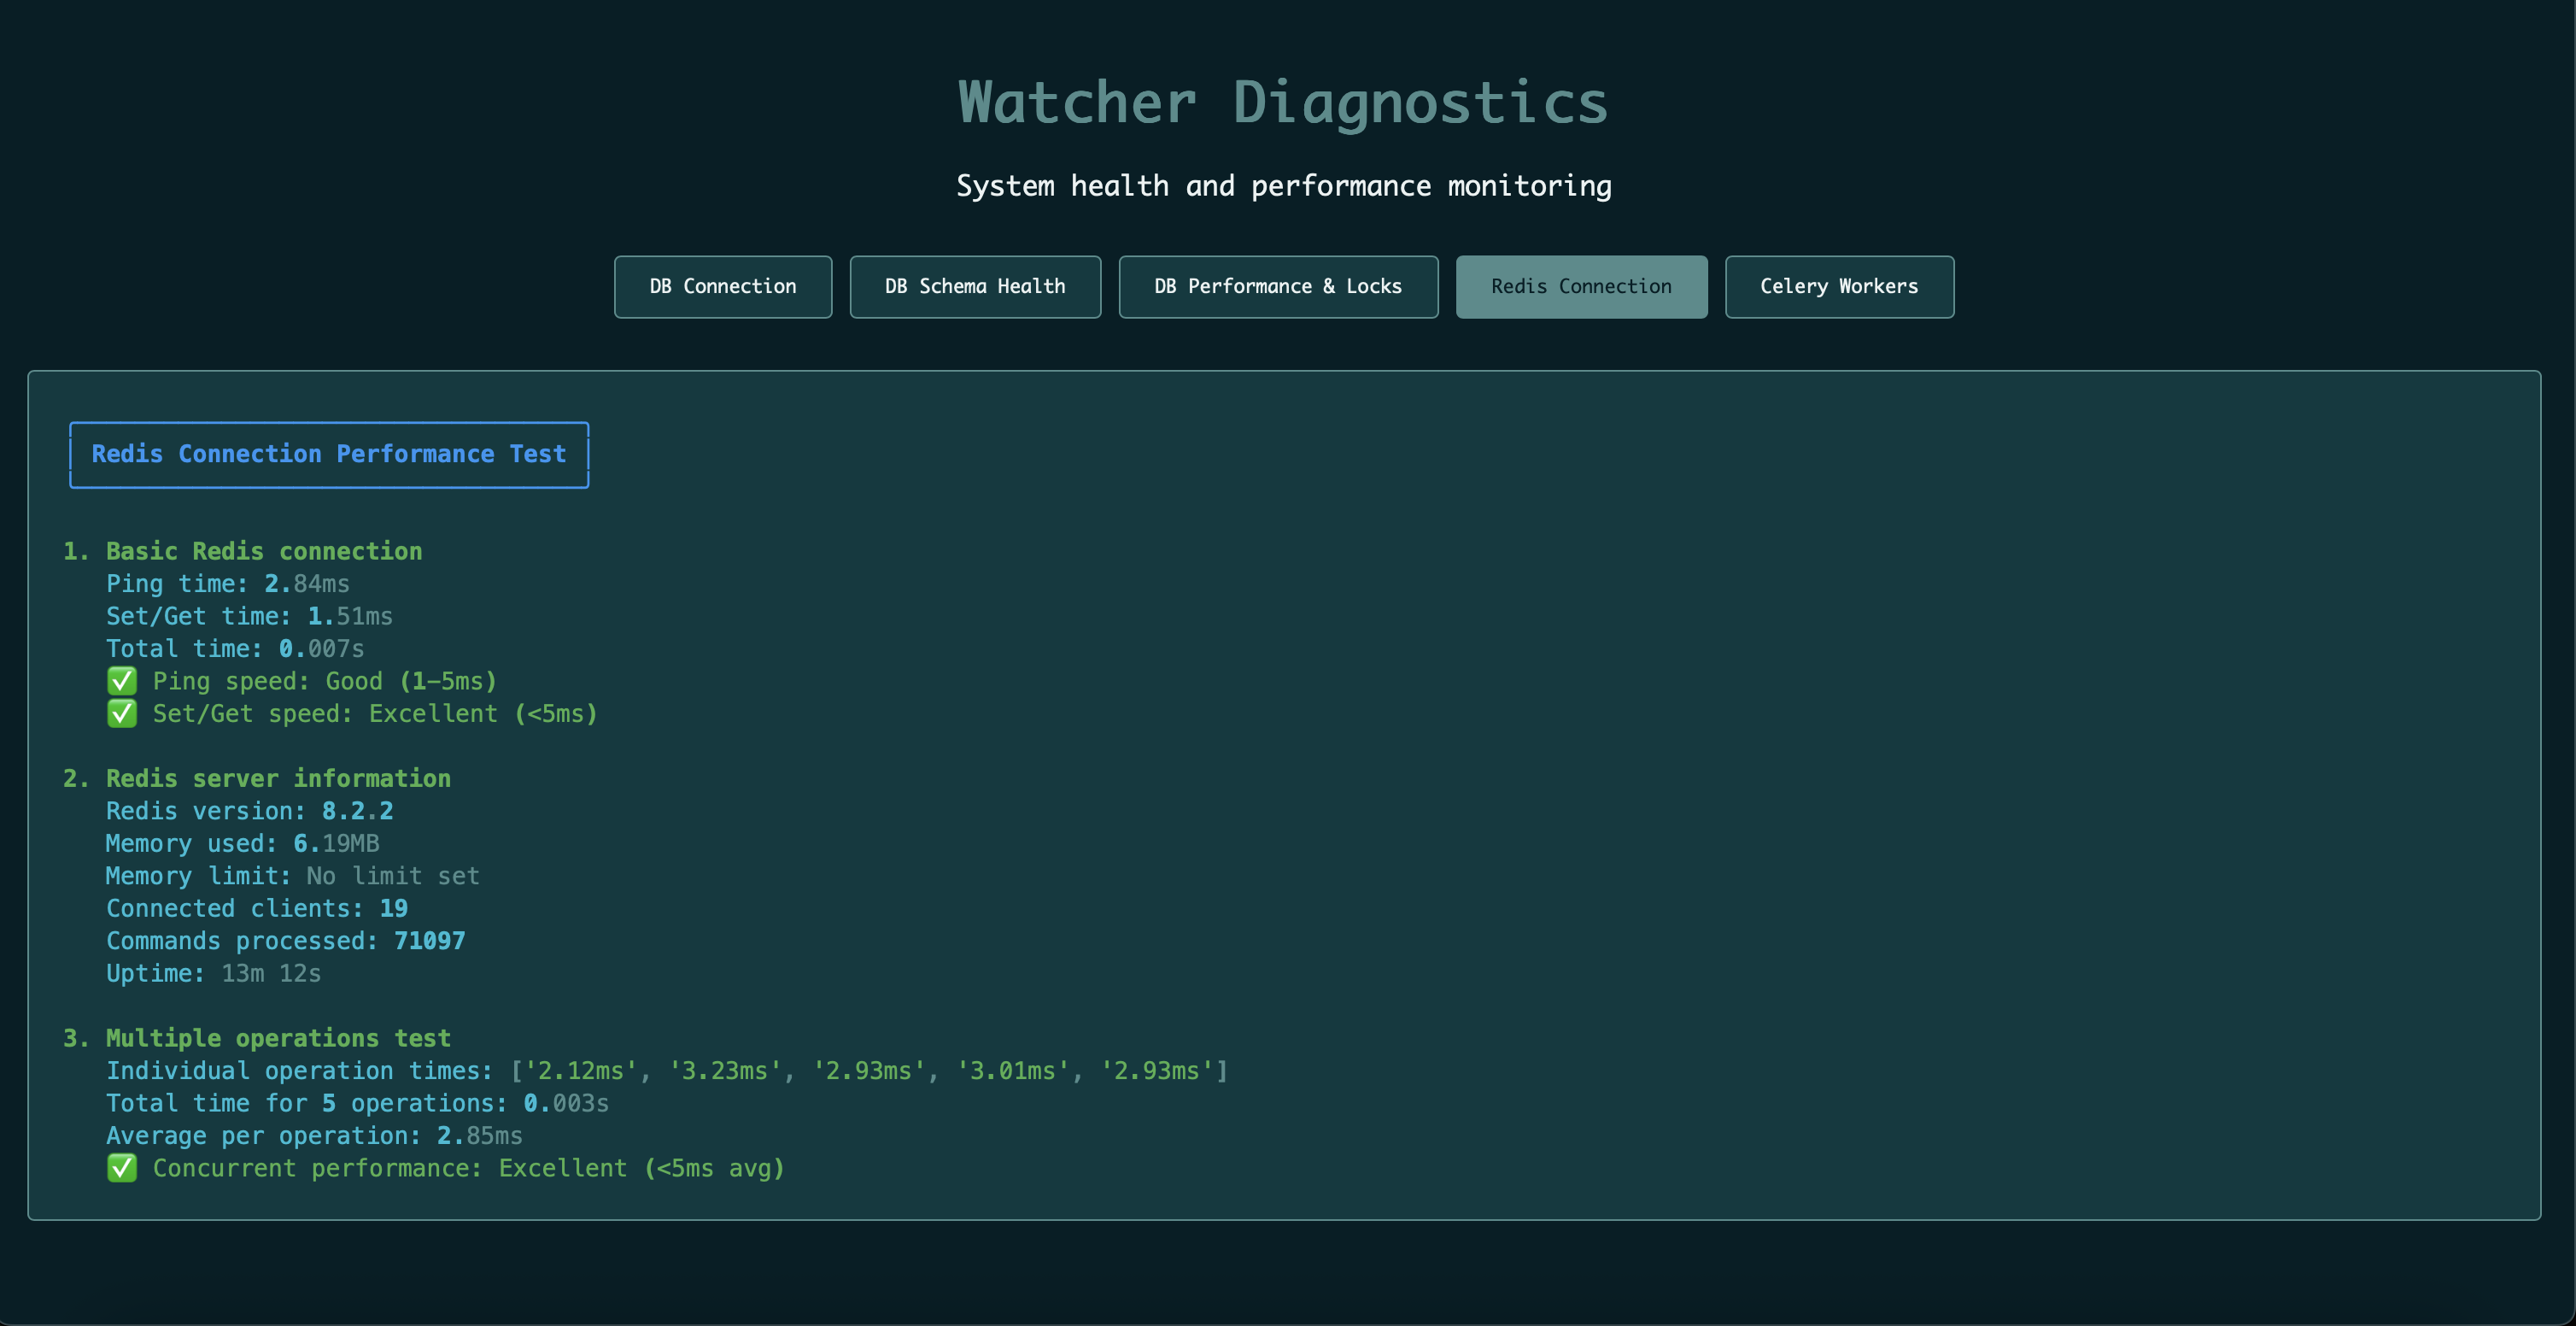 Watcher Diagnostics
System health and performance monitoring
DB Connection
DB Schema Health
DB Performance & Locks
Redis Connection
Celery Workers
Redis Connection Performance Test
1. Basic Redis connection
Ping time: 2.84ms
Set/Get time: 1.51ms
Total time: 0.007s
✅ Ping speed: Good (1-5ms)
✅ Set/Get speed: Excellent (<5ms)
2. Redis server information
Redis version: 8.2.2
Memory used: 6.19MB
Memory limit: No limit set
Connected clients: 19
Commands processed: 71097
Uptime: 13m 12s
3. Multiple operations test
Individual operation times: ['2.12ms', '3.23ms', '2.93ms', '3.01ms', '2.93ms']
Total time for 5 operations: 0.003s
Average per operation: 2.85ms
✅ Concurrent performance: Excellent (<5ms avg)